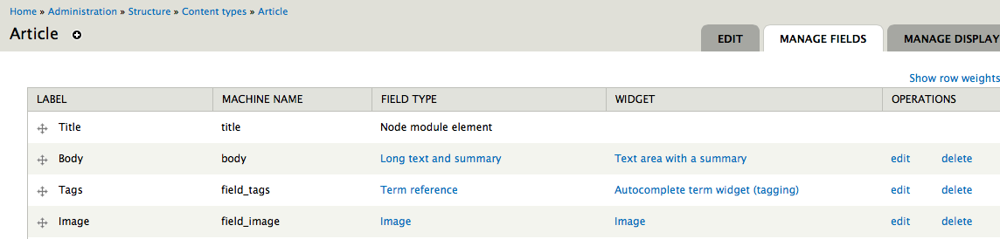 Home » Administration » Structure » Content types » Article
Article
EDIT MANAGE FIELDS MANAGE DISPLAY
Show row weights
LABEL MACHINE NAME FIELD TYPE WIDGET OPERATIONS
Title title Node module element
Body body Long text and summary Text area with a summary edit delete
Tags field_tags Term reference Autocomplete term widget (tagging) edit delete
Image field_image Image Image edit delete